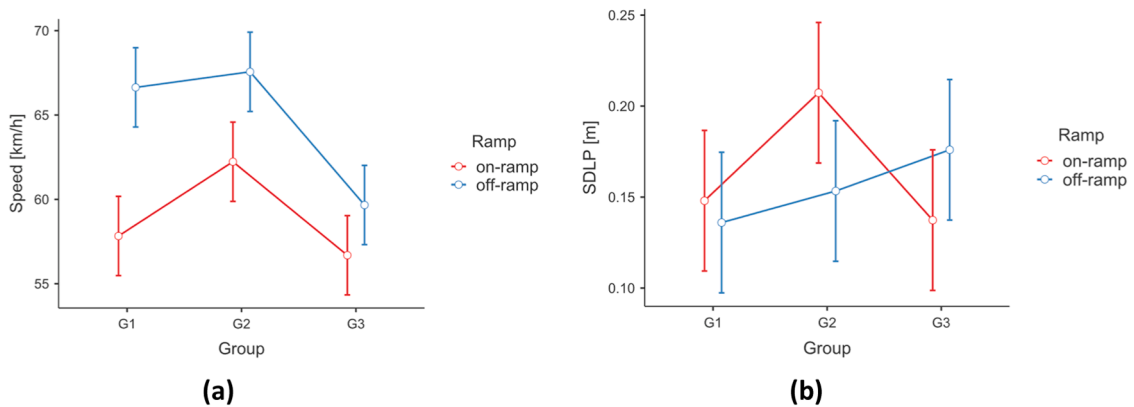 70
65
60
55
Speed [km/h]
G1
G2
G3
Group
Ramp
on-ramp
off-ramp
(a)
0.25
0.20
0.15
0.10
SDLP [m]
G1
G2
G3
Group
Ramp
on-ramp
off-ramp
(b)